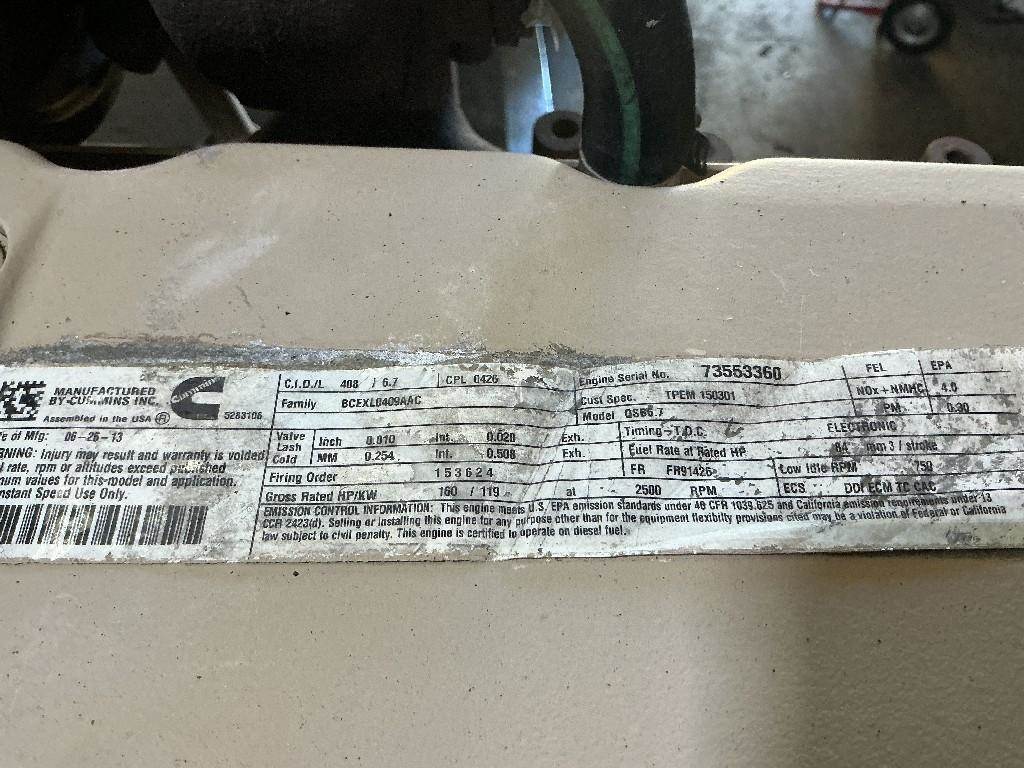 MANUFACTURED
BY CUMMINS INC.
Cummins
Assembled in the USA ®
5283106
e of Mfg: 06-26-13
RNING: Injury may result and warranty is voided
rate, rpm or altitudes exceed published
num values for this model and application.
nstant Speed Use Only.
C.I.D./L 408 / 6.7 CPL 0426
Family BCEXL0409AAC
Valve Lash Cold Inch 0.010 Int. 0.020 Exh.
MM 0.254 Int. 0.508 Exh.
Firing Order 1 5 3 6 2 4
Gross Rated HP/KW 160 / 119 at 2500 RPM
Engine Serial No. 73553360
Cust Spec. TPEM 150301
Model QSB6.7
Timing-T.D.C. ELECTRONIC
Fuel Rate at Rated HP 84 mm 3 / stroke
FR FR91426 Low Idle RPM 750
ECS DDI ECM TC CAC
FEL EPA
NOx+NMHC 4.0
PM 0.30
EMISSION CONTROL INFORMATION: This engine meets U.S. EPA emission standards under 40 CFR 1039.625 and California emission requirements under 13
CCR 2423(d). Selling or installing this engine for any purpose other than for the equipment flexibilty provisions cited may be a violation of Federal or California
law subject to civil penalty. This engine is certified to operate on diesel fuel.